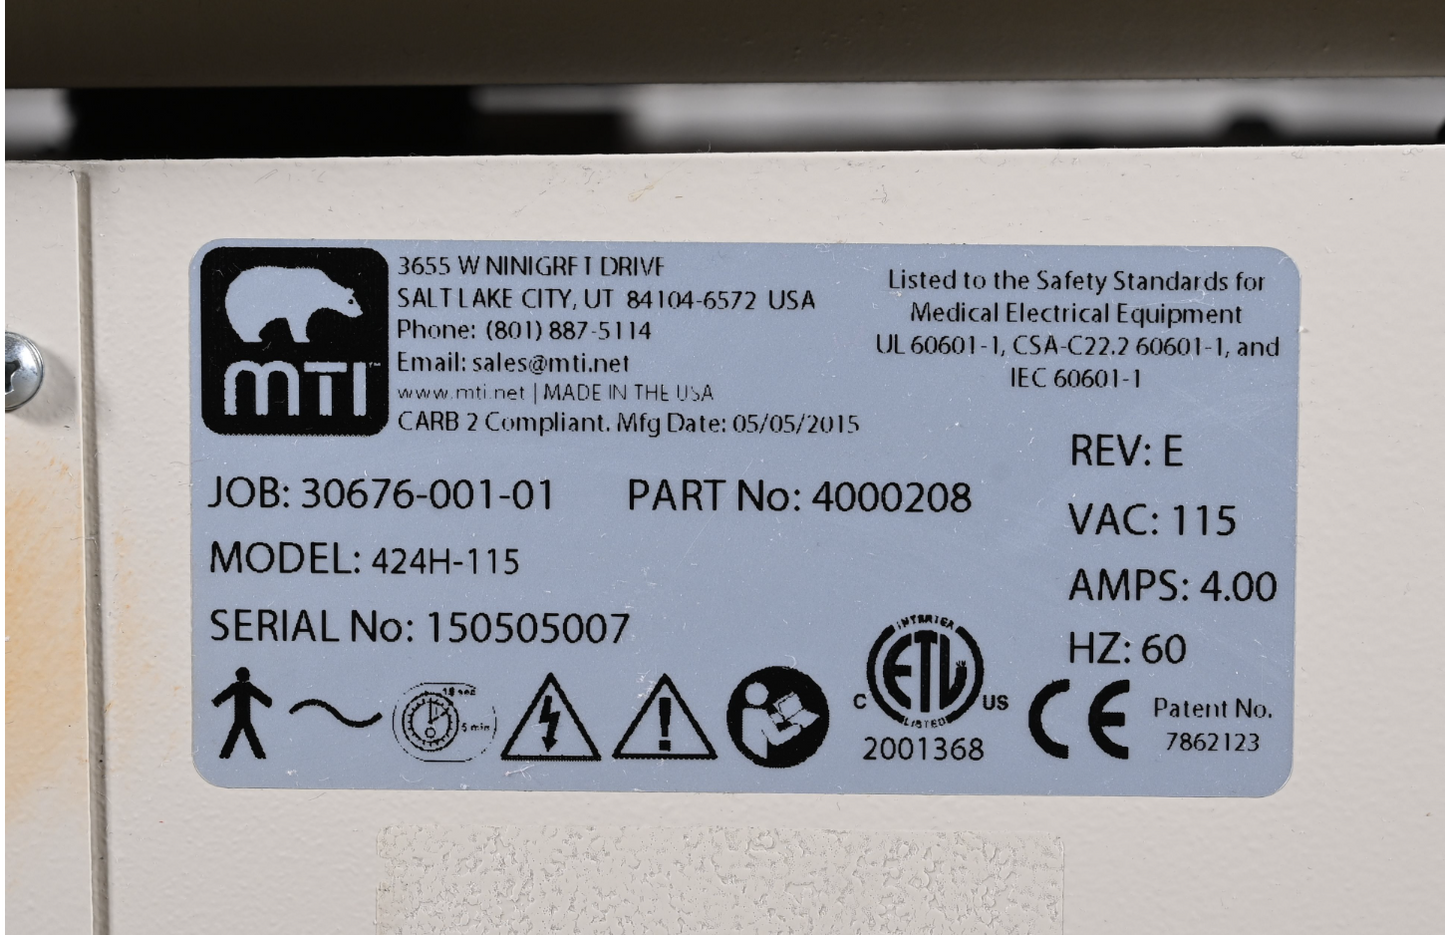 mTI™
3655 W NINIGRET DRIVE
SALT LAKE CITY, UT 84104-6572 USA
Phone: (801) 887-5114
Email: sales@mti.net
www.mti.net | MADE IN THE USA
CARB 2 Compliant. Mfg Date: 05/05/2015
Listed to the Safety Standards for
Medical Electrical Equipment
UL 60601-1, CSA-C22.2 60601-1, and
IEC 60601-1
JOB: 30676-001-01 PART No: 4000208
MODEL: 424H-115
SERIAL No: 150505007
REV: E
VAC: 115
AMPS: 4.00
HZ: 60
5 min
INTERTEK
C ETL US
LISTED
2001368
CE
Patent No.
7862123